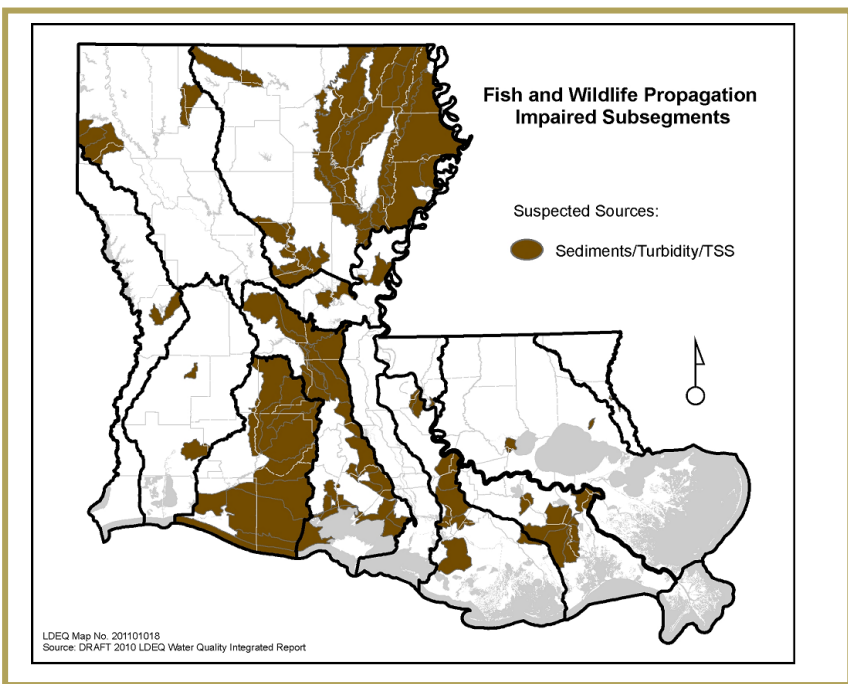 Fish and Wildlife Propagation
Impaired Subsegments
Suspected Sources:
Sediments/Turbidity/TSS
LDEQ Map No. 201101018
Source: DRAFT 2010 LDEQ Water Quality Integrated Report